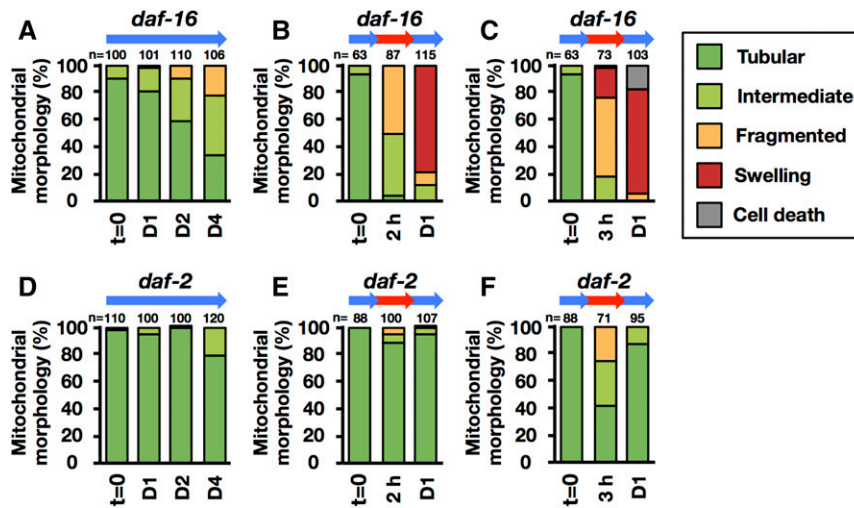 A
daf-16
n=100 101 110 106
Mitochondrial
morphology (%)
100
80
60
40
20
0
t=0 D1 D2 D4
B
daf-16
n= 63 87 115
Mitochondrial
morphology (%)
100
80
60
40
20
0
t=0 2 h D1
C
daf-16
n= 63 73 103
Mitochondrial
morphology (%)
100
80
60
40
20
0
t=0 3 h D1
Tubular
Intermediate
Fragmented
Swelling
Cell death
D
daf-2
n=110 100 100 120
Mitochondrial
morphology (%)
100
80
60
40
20
0
t=0 D1 D2 D4
E
daf-2
n= 88 100 107
Mitochondrial
morphology (%)
100
80
60
40
20
0
t=0 2 h D1
F
daf-2
n= 88 71 95
Mitochondrial
morphology (%)
100
80
60
40
20
0
t=0 3 h D1